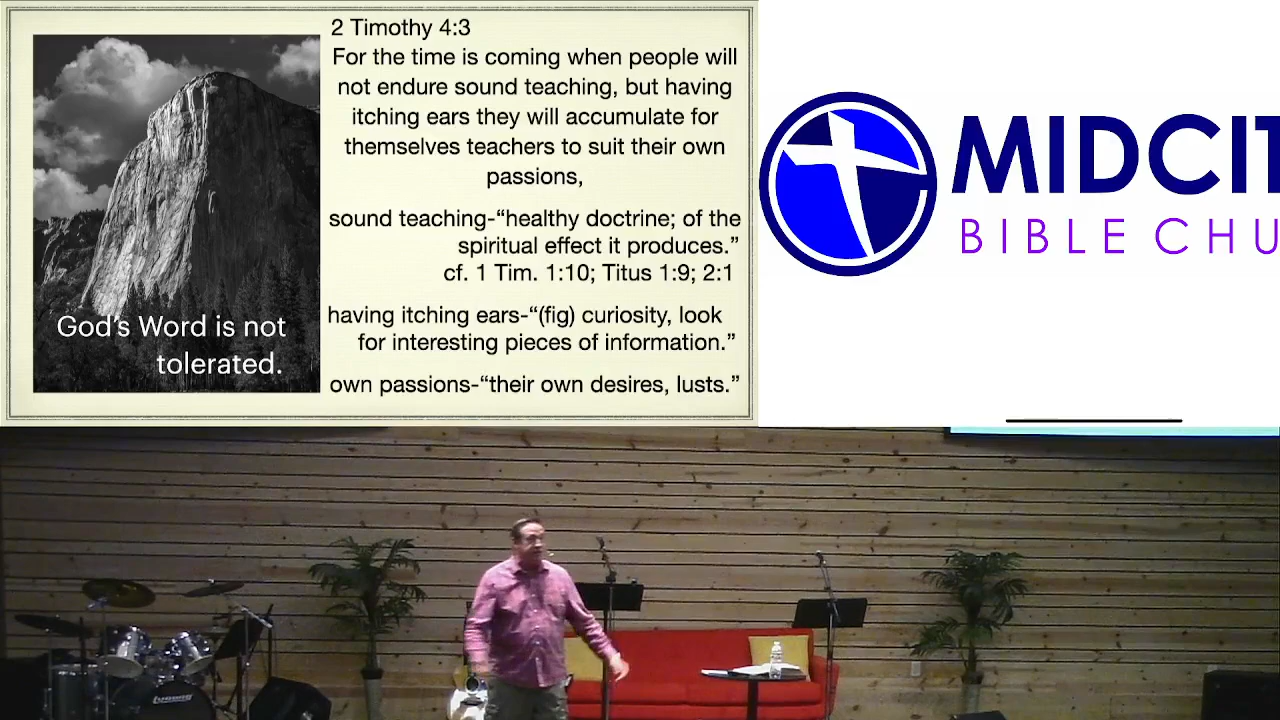 2 Timothy 4:3
For the time is coming when people will
not endure sound teaching, but having
itching ears they will accumulate for
themselves teachers to suit their own
passions,
sound teaching-“healthy doctrine; of the
spiritual effect it produces.”
cf. 1 Tim. 1:10; Titus 1:9; 2:1
having itching ears-“(fig) curiosity, look
for interesting pieces of information.”
own passions-“their own desires, lusts.”
God's Word is not
tolerated.
MIDCIT
BIBLE CHU
Ludwig